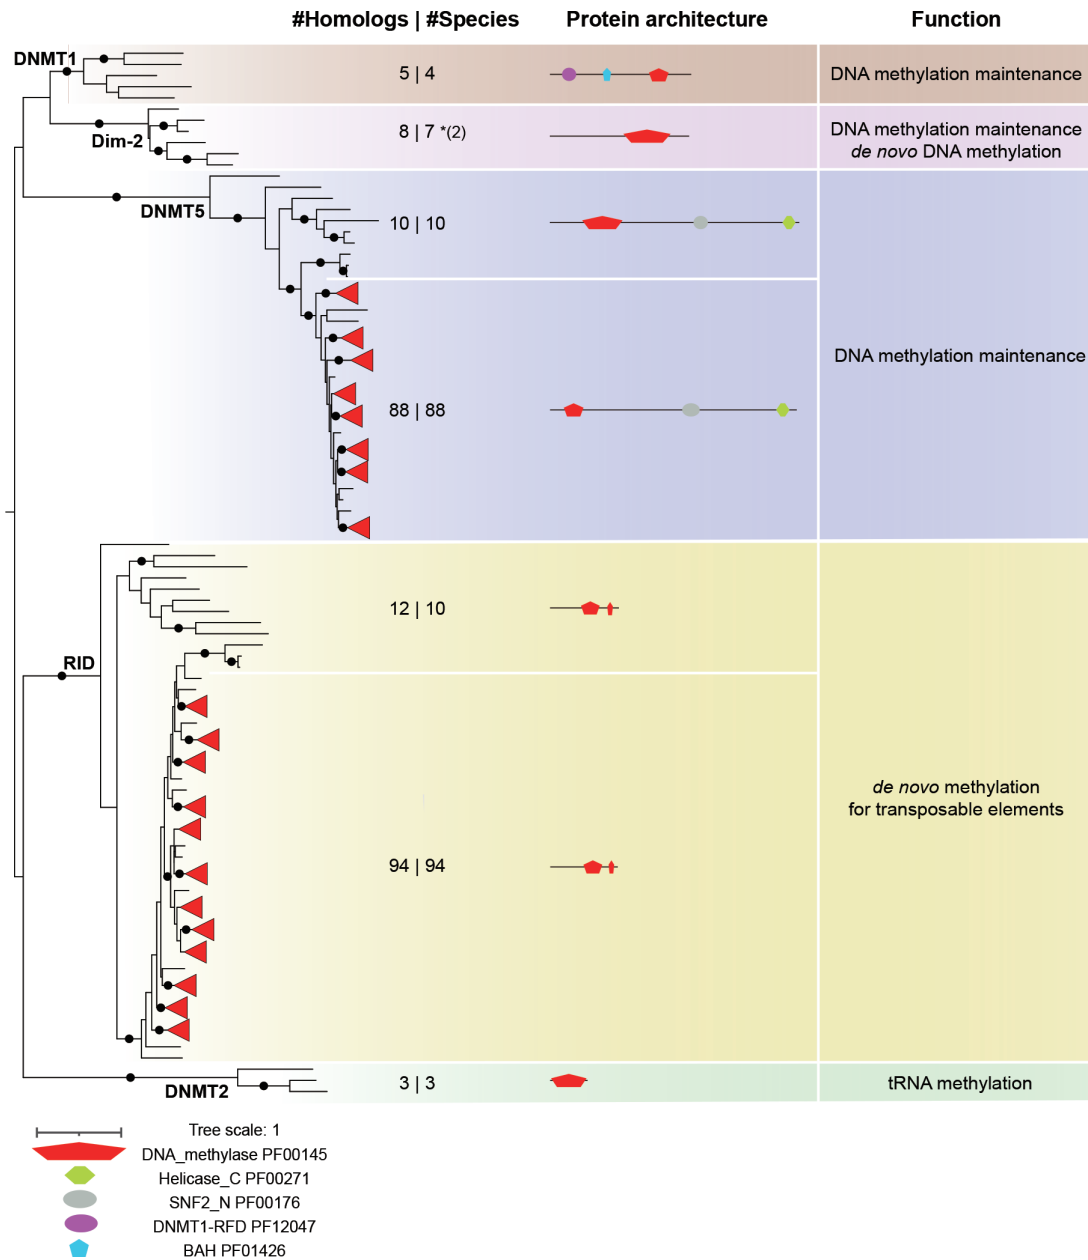 #Homologs | #Species Protein architecture Function
DNMT1
5 | 4
DNA methylation maintenance
Dim-2
8 | 7 *(2)
DNA methylation maintenance
de novo DNA methylation
DNMT5
10 | 10
88 | 88
DNA methylation maintenance
RID
12 | 10
94 | 94
de novo methylation
for transposable elements
DNMT2
3 | 3
tRNA methylation
Tree scale: 1
DNA_methylase PF00145
Helicase_C PF00271
SNF2_N PF00176
DNMT1-RFD PF12047
BAH PF01426